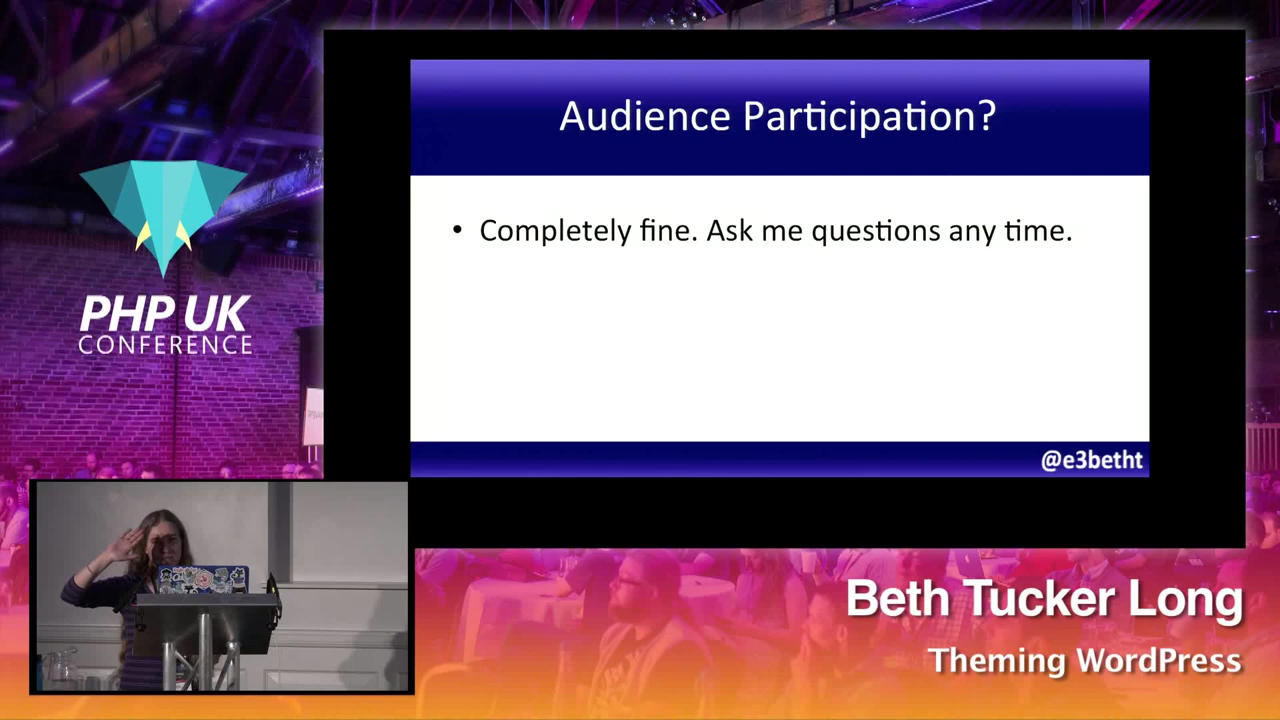 Audience Participation?
• Completely fine. Ask me questions any time.
@e3betht
PHP UK
CONFERENCE
Beth Tucker Long
Theming WordPress